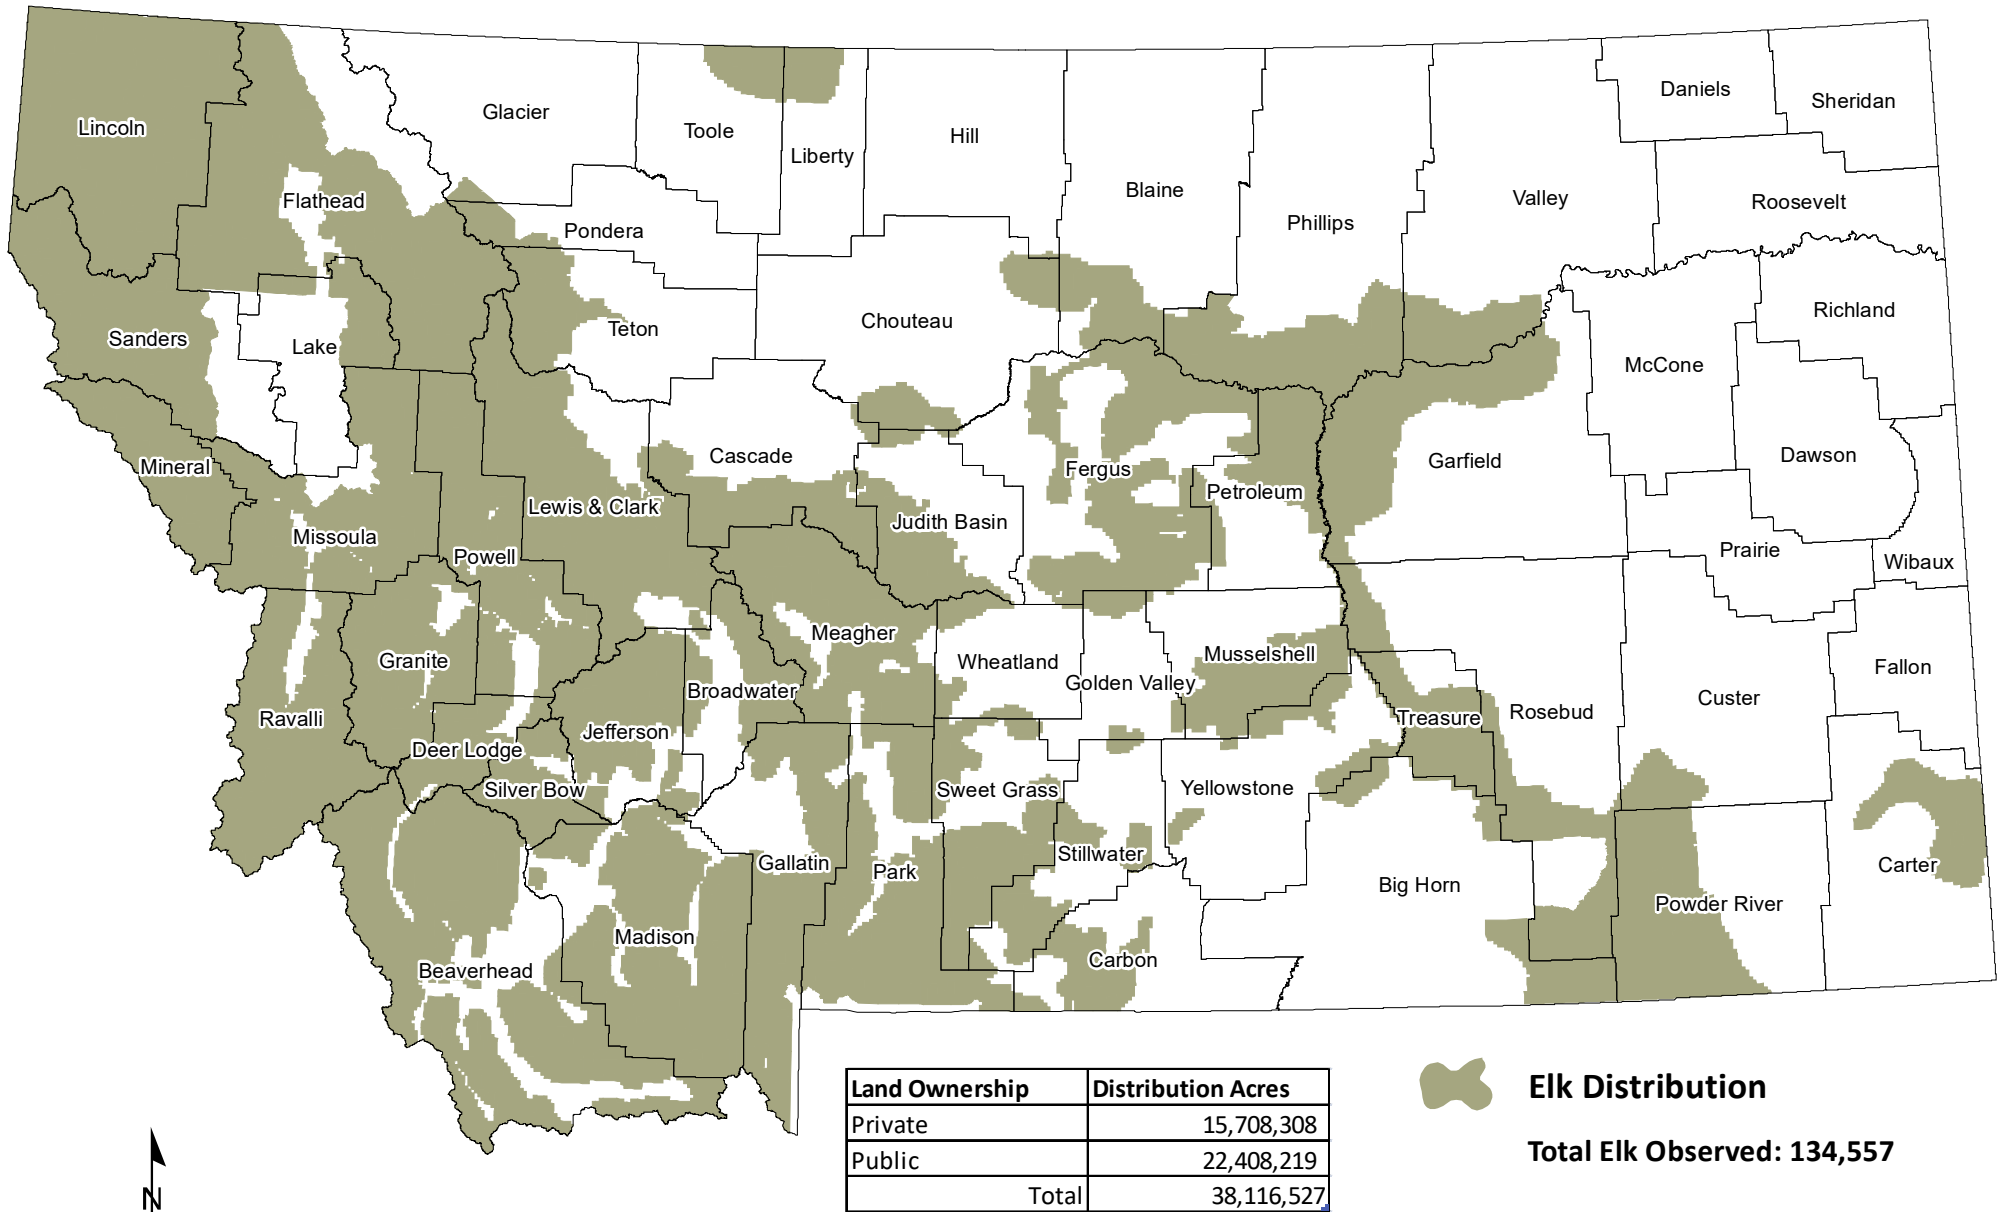 Daniels
Sheridan
Glacier
Lincoln
Toole
Hill
Liberty
Blaine
Flathead
Valley
Roosevelt
Phillips
Pondera
Richland
Chouteau
Teton
Sanders
Lake
McCone
Dawson
Cascade
Garfield
Mineral
Fergus
Petroleum
Lewis & Clark
Judith Basin
Missoula
Powell
Prairie
Wibaux
Meagher
Granite
Wheatland
Musselshell
Fallon
Golden Valley
Broadwater
Custer
Ravalli
Treasure
Rosebud
Jefferson
Deer Lodge
Silver Bow
Sweet Grass
Yellowstone
Stillwater
Gallatin
Park
Carter
Big Horn
Powder River
Madison
Carbon
Beaverhead
Land Ownership Distribution Acres
Private 15,708,308
Public 22,408,219
Total 38,116,527
Elk Distribution
Total Elk Observed: 134,557
N